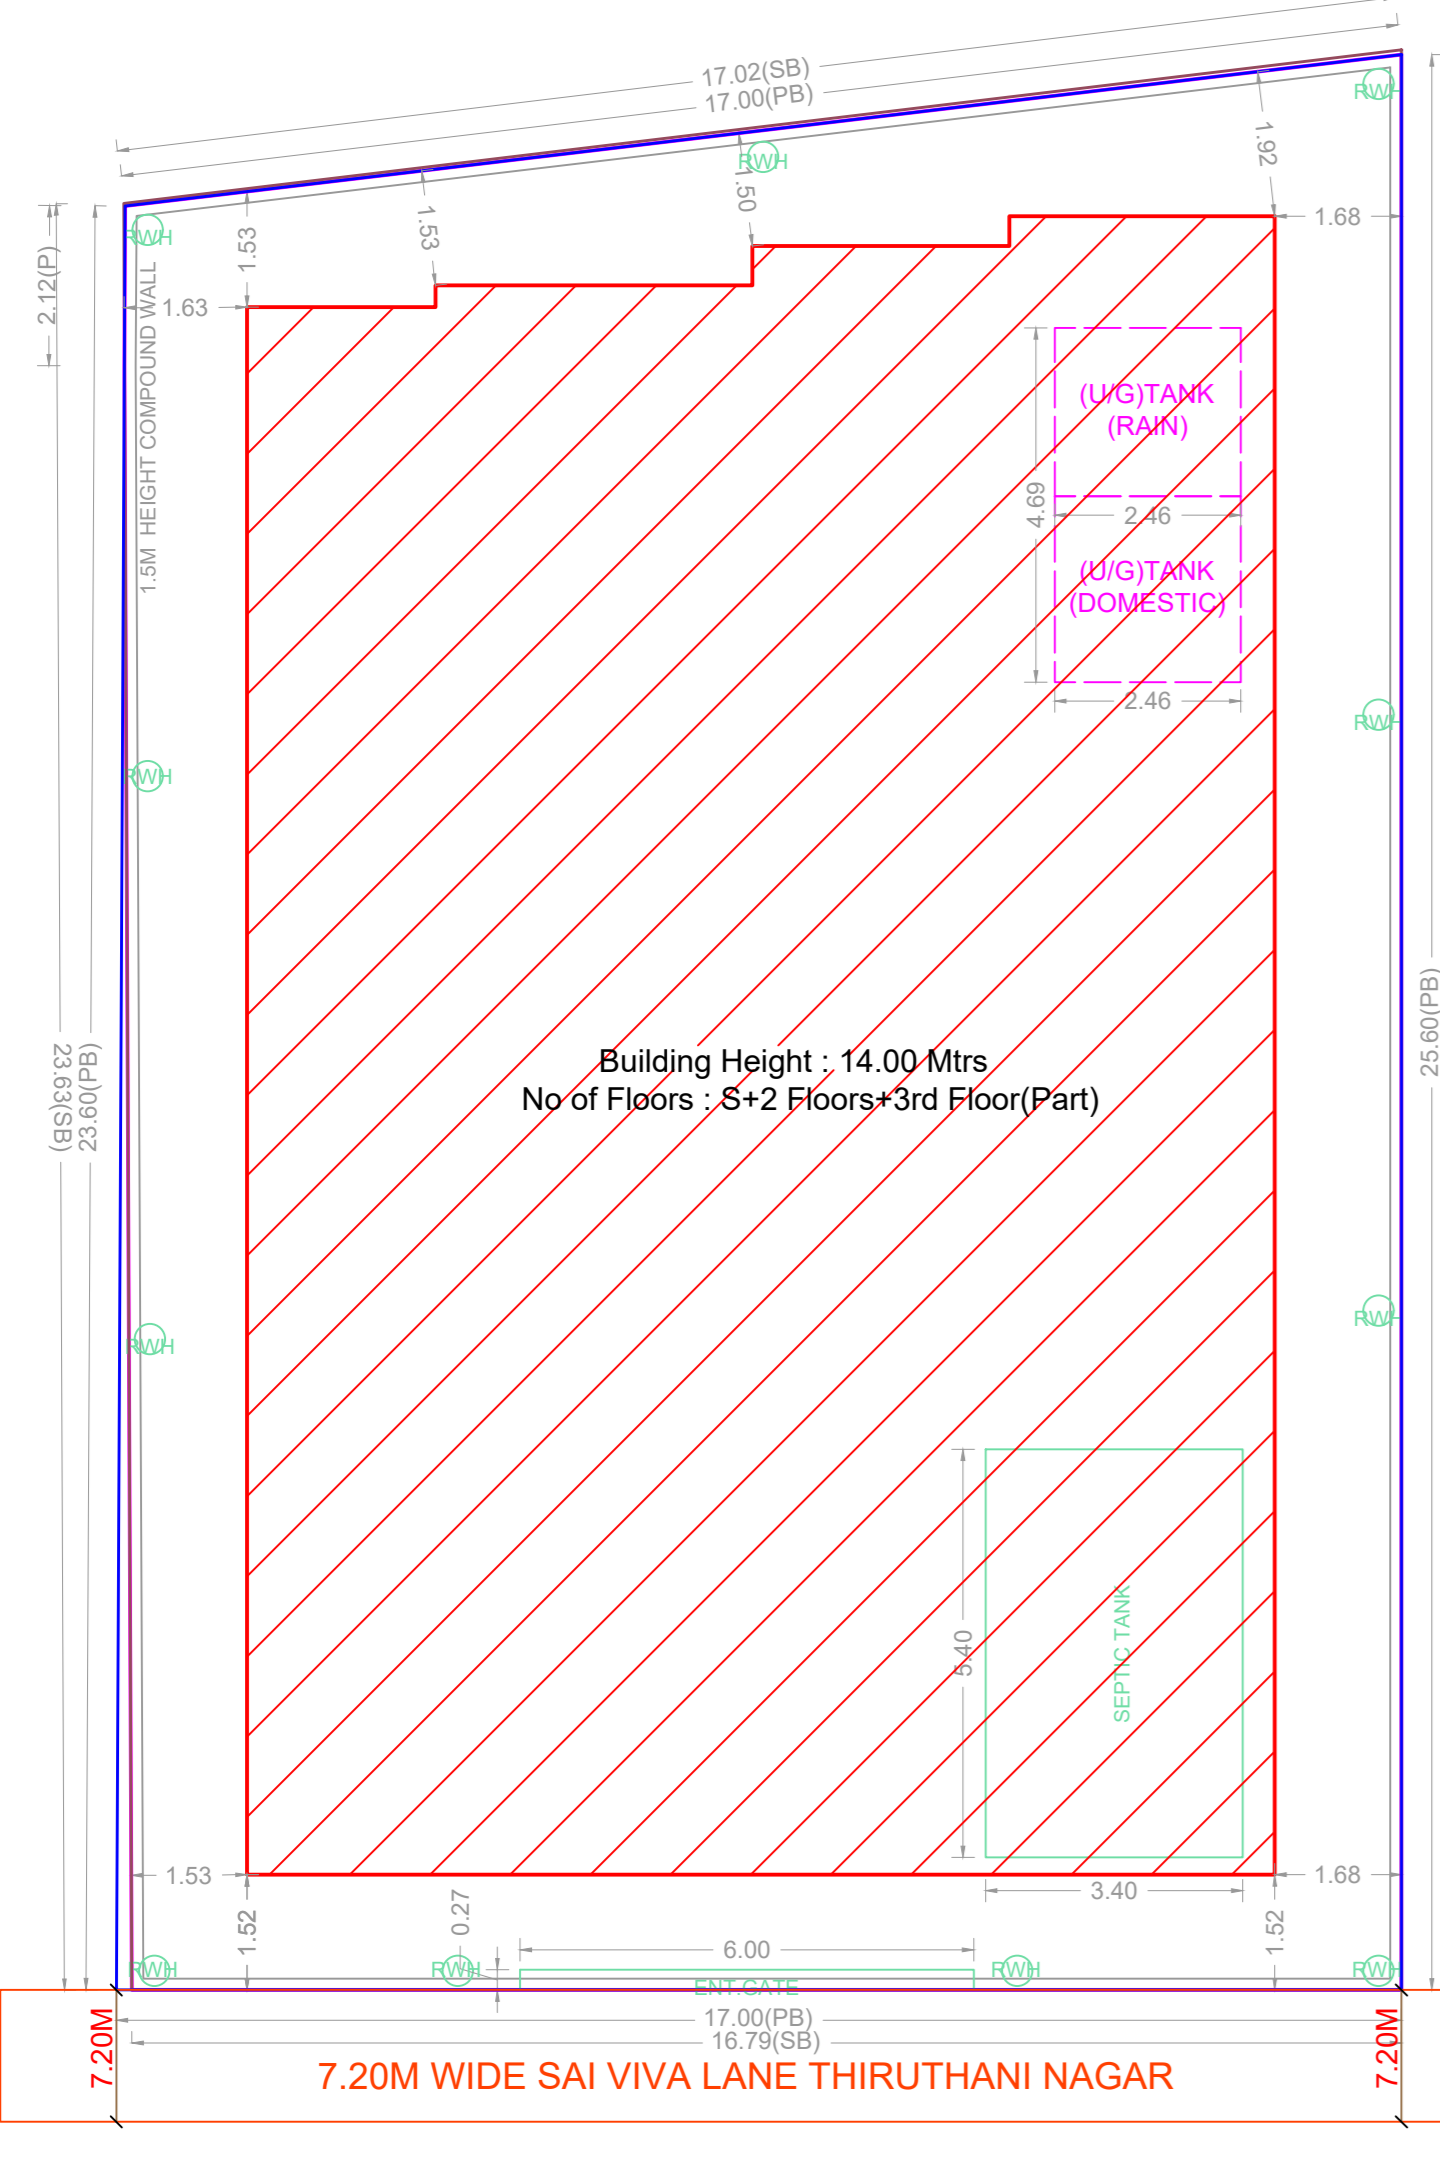 17.02(SB)
17.00(PB)
RWH
RWH
1.92
1.50
1.53
1.53
RWH
1.68
2.12(P)
1.63
1.5M HEIGHT COMPOUND WALL
(U/G)TANK
(RAIN)
4.69
2.46
(U/G)TANK
(DOMESTIC)
2.46
RWH
RWH
25.60(PB)
23.63(SB)
23.60(PB)
Building Height : 14.00 Mtrs
No of Floors : S+2 Floors+3rd Floor(Part)
RWH
RWH
5.40
SEPTIC TANK
1.53
1.68
3.40
0.27
1.52
1.52
6.00
RWH
RWH
RWH
RWH
ENT.GATE
17.00(PB)
16.79(SB)
7.20M
7.20M
7.20M WIDE SAI VIVA LANE THIRUTHANI NAGAR